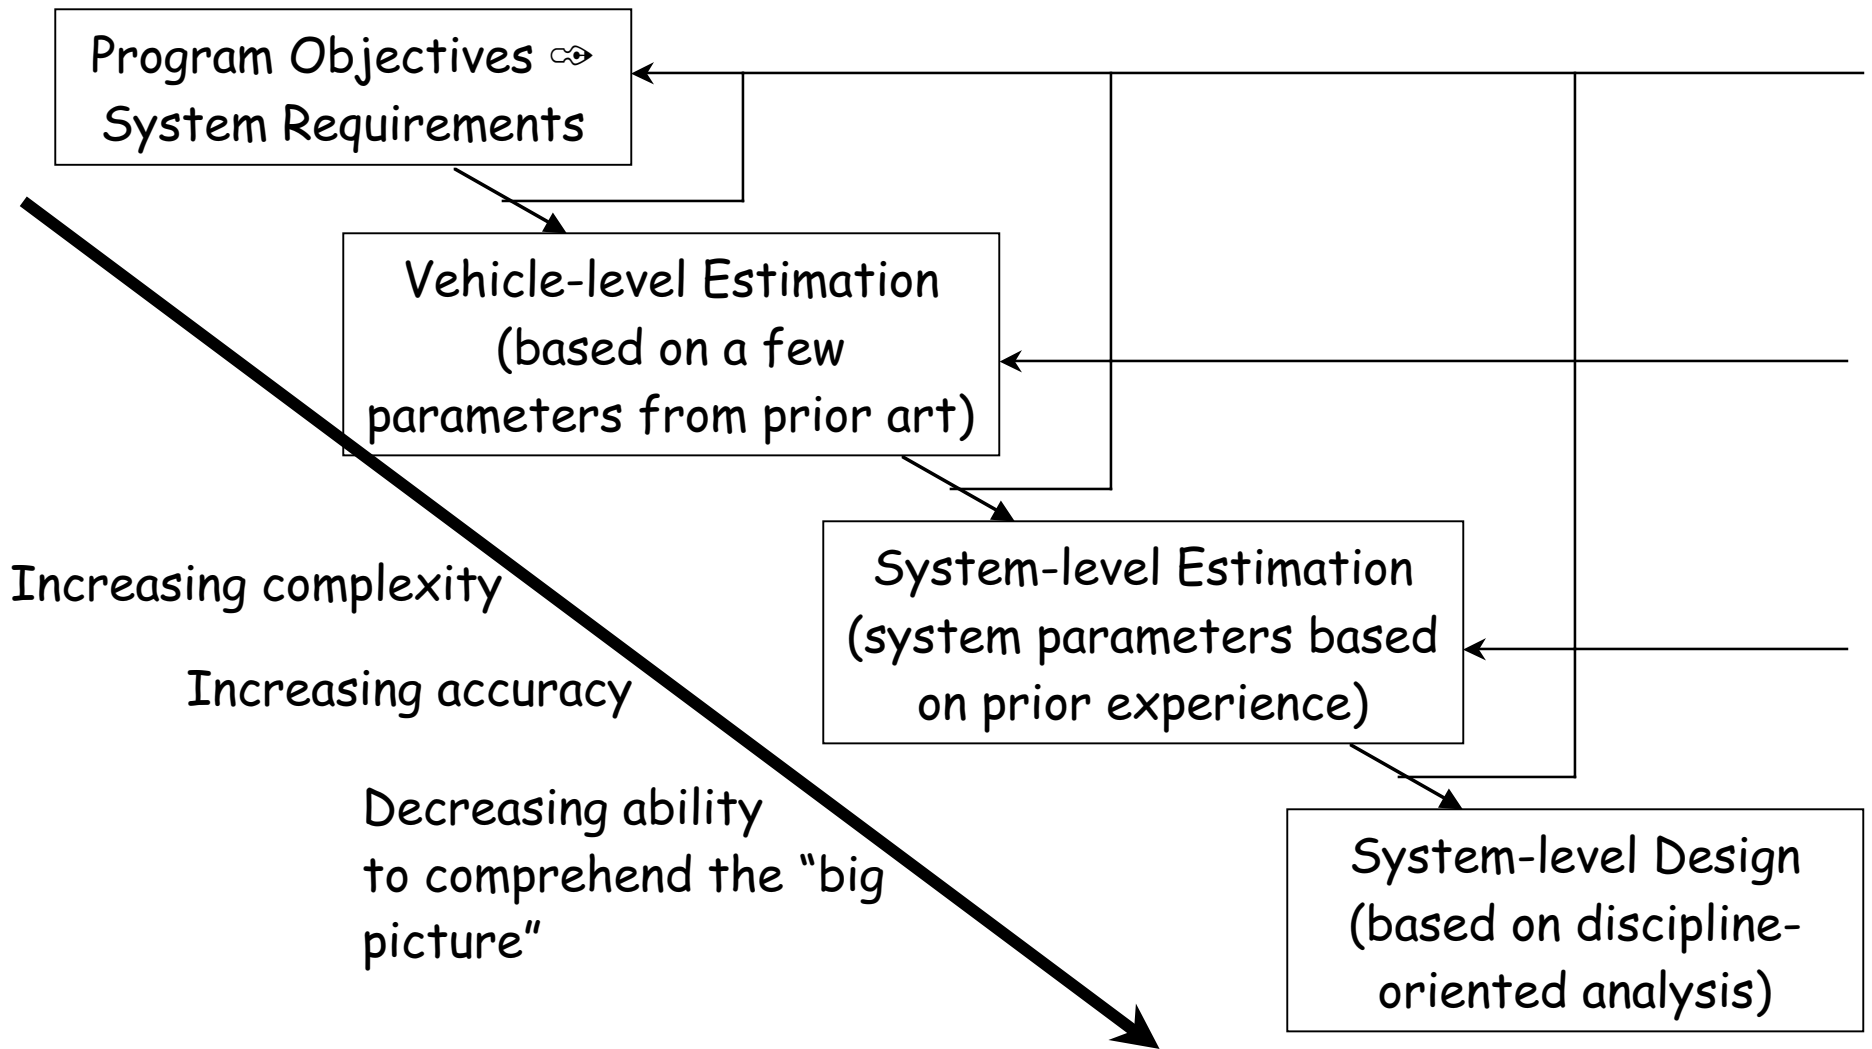 Program Objectives ✑
System Requirements
Vehicle-level Estimation
(based on a few
parameters from prior art)
System-level Estimation
(system parameters based
on prior experience)
System-level Design
(based on discipline-
oriented analysis)
Increasing complexity
Increasing accuracy
Decreasing ability
to comprehend the “big
picture”